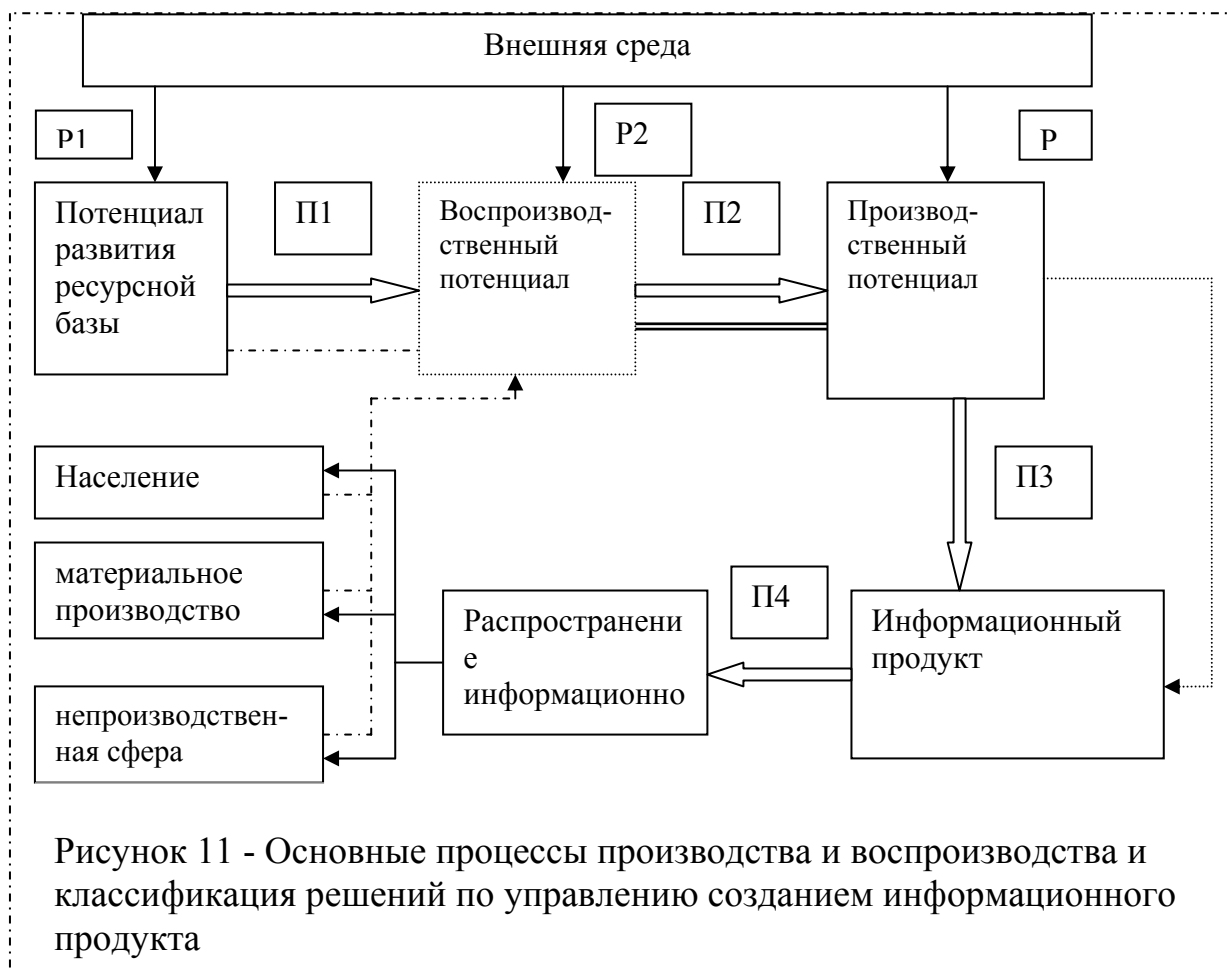 Внешняя среда
Р1
Р2
Р
Потенциал
развития
ресурсной
базы
П1
Воспроизвод-
ственный
потенциал
П2
Производ-
ственный
потенциал
Население
П3
материальное
производство
Распространени
е
информационно
П4
Информационный
продукт
непроизводствен-
ная сфера
Рисунок 11 - Основные процессы производства и воспроизводства и
классификация решений по управлению созданием информационного
продукта